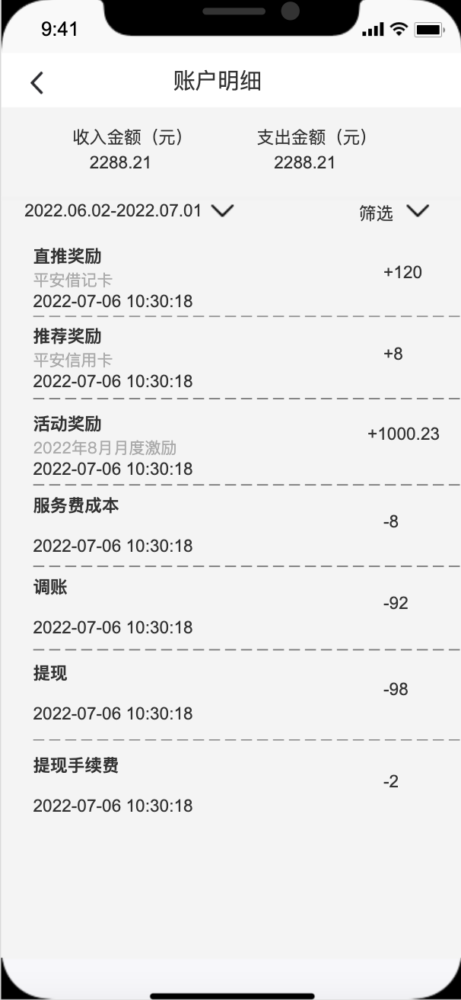 9:41
账户明细
收入金额（元） 支出金额（元）
2288.21 2288.21
2022.06.02-2022.07.01 筛选
直推奖励
平安借记卡
+120
2022-07-06 10:30:18
推荐奖励
平安信用卡
+8
2022-07-06 10:30:18
活动奖励
+1000.23
2022年8月月度激励
2022-07-06 10:30:18
服务费成本
-8
2022-07-06 10:30:18
调账
-92
2022-07-06 10:30:18
提现
-98
2022-07-06 10:30:18
提现手续费
-2
2022-07-06 10:30:18